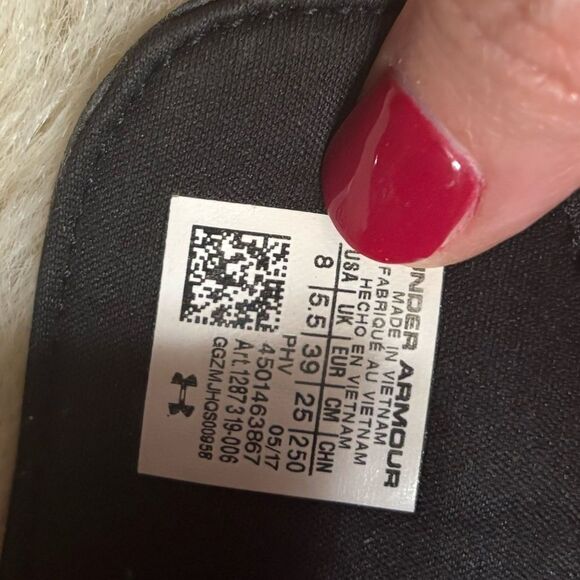 UNDER ARMOUR
MADE IN VIETNAM
FABRIQUÉ AU VIETNAM
HECHO EN VIETNAM
USA | UK | EUR | CM | CHN
8 | 5.5 | 39 | 25 | 250
PHV 05/17
4501463867
Art.1287319-006
GGZMJHQS00958